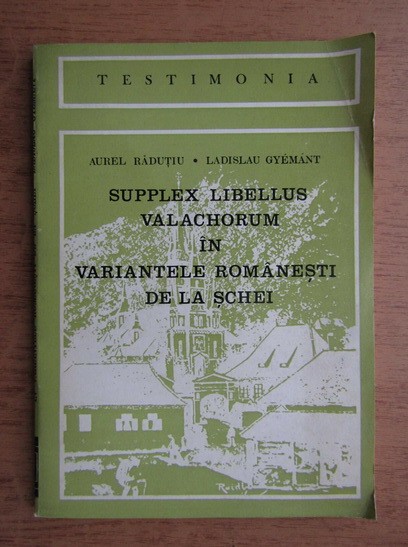 TESTIMONIA
AUREL RĂDUȚIU • LADISLAU GYÉMÁNT
SUPPLEX LIBELLUS
VALACHORUM
ÎN
VARIANTELE ROMÂNEȘTI
DE LA ȘCHEI